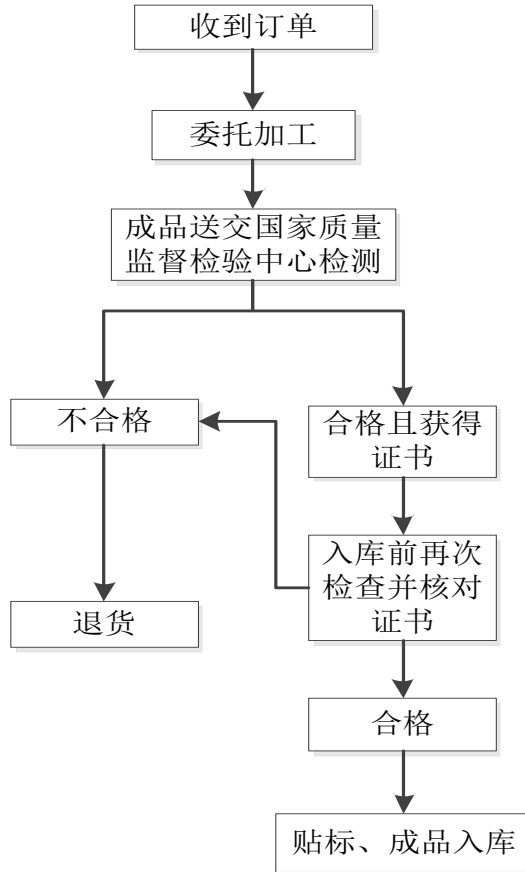 收到订单
委托加工
成品送交国家质量
监督检验中心检测
不合格
合格且获得
证书
入库前再次
检查并核对
证书
退货
合格
贴标、成品入库